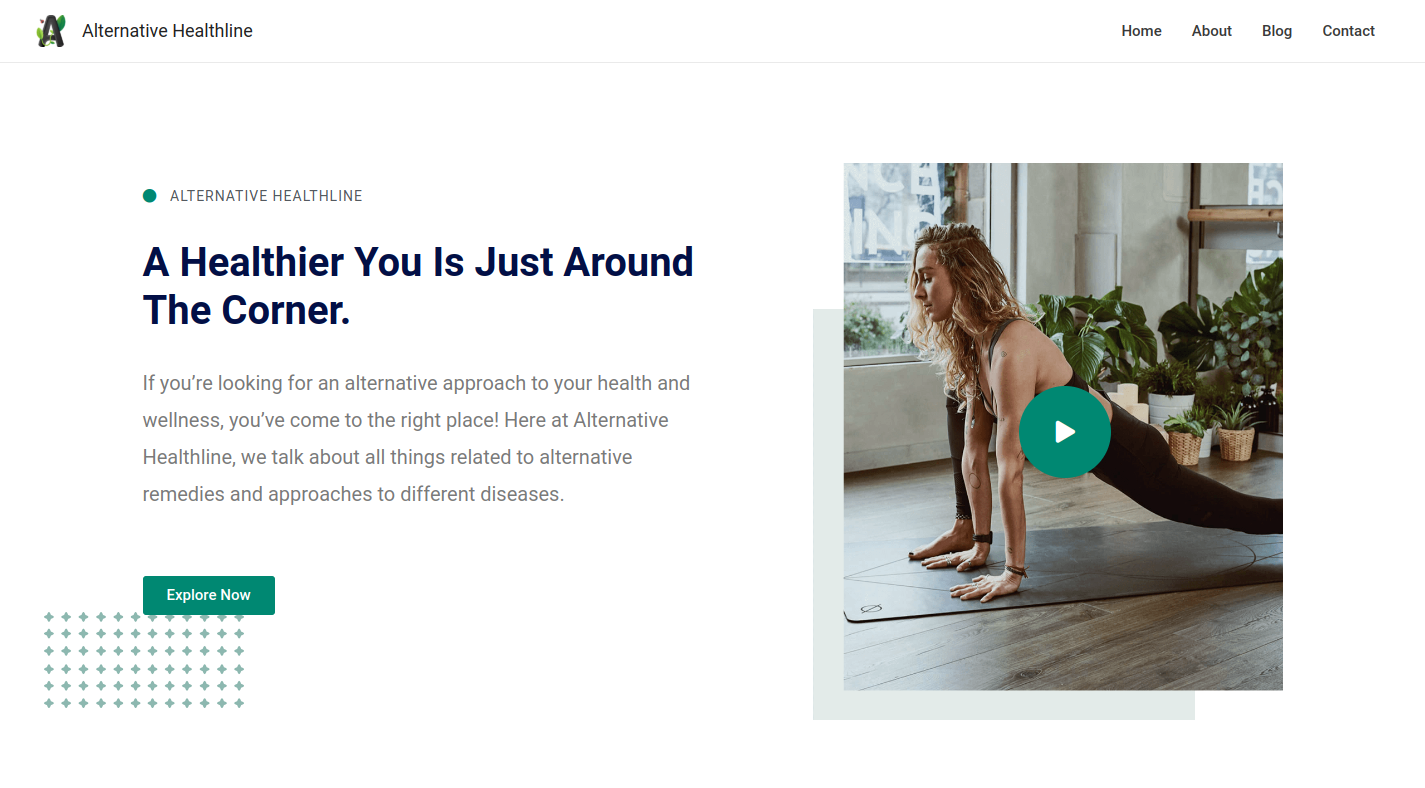 Alternative Healthline
Home About Blog Contact
ALTERNATIVE HEALTHLINE
A Healthier You Is Just Around
The Corner.
If you’re looking for an alternative approach to your health and
wellness, you’ve come to the right place! Here at Alternative
Healthline, we talk about all things related to alternative
remedies and approaches to different diseases.
Explore Now